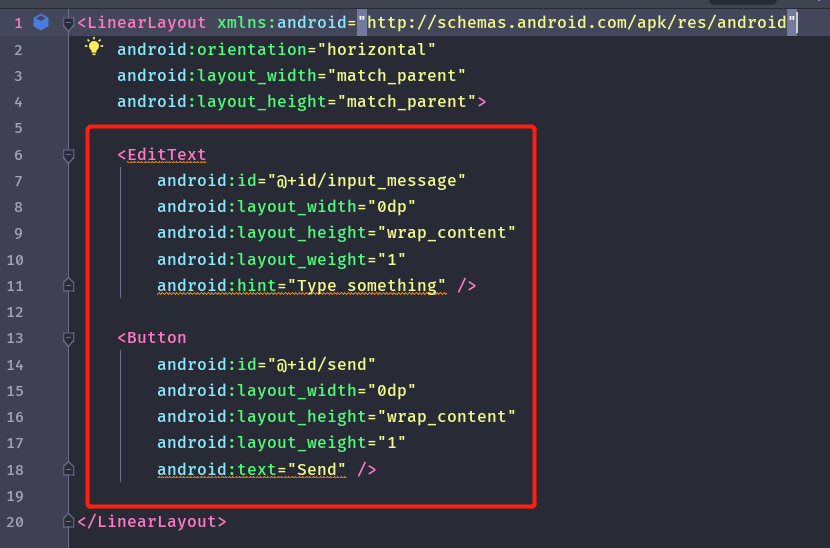 1 <LinearLayout xmlns:android="http://schemas.android.com/apk/res/android"
2 android:orientation="horizontal"
3 android:layout_width="match_parent"
4 android:layout_height="match_parent">
5
6 <EditText
7 android:id="@+id/input_message"
8 android:layout_width="0dp"
9 android:layout_height="wrap_content"
10 android:layout_weight="1"
11 android:hint="Type something" />
12
13 <Button
14 android:id="@+id/send"
15 android:layout_width="0dp"
16 android:layout_height="wrap_content"
17 android:layout_weight="1"
18 android:text="Send" />
19
20 </LinearLayout>